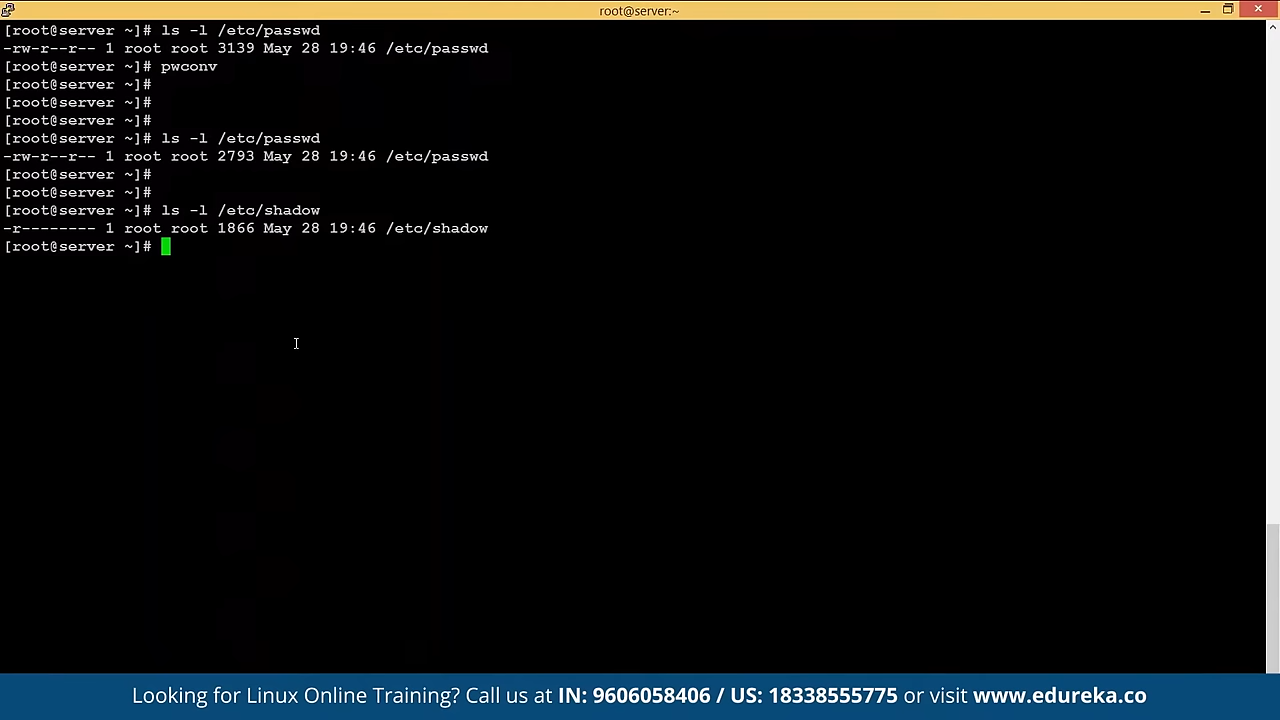 root@server:~
[root@server ~]# ls -l /etc/passwd
-rw-r--r-- 1 root root 3139 May 28 19:46 /etc/passwd
[root@server ~]# pwconv
[root@server ~]#
[root@server ~]#
[root@server ~]#
[root@server ~]# ls -l /etc/passwd
-rw-r--r-- 1 root root 2793 May 28 19:46 /etc/passwd
[root@server ~]#
[root@server ~]#
[root@server ~]# ls -l /etc/shadow
-r-------- 1 root root 1866 May 28 19:46 /etc/shadow
[root@server ~]#
Looking for Linux Online Training? Call us at IN: 9606058406 / US: 18338555775 or visit www.edureka.co